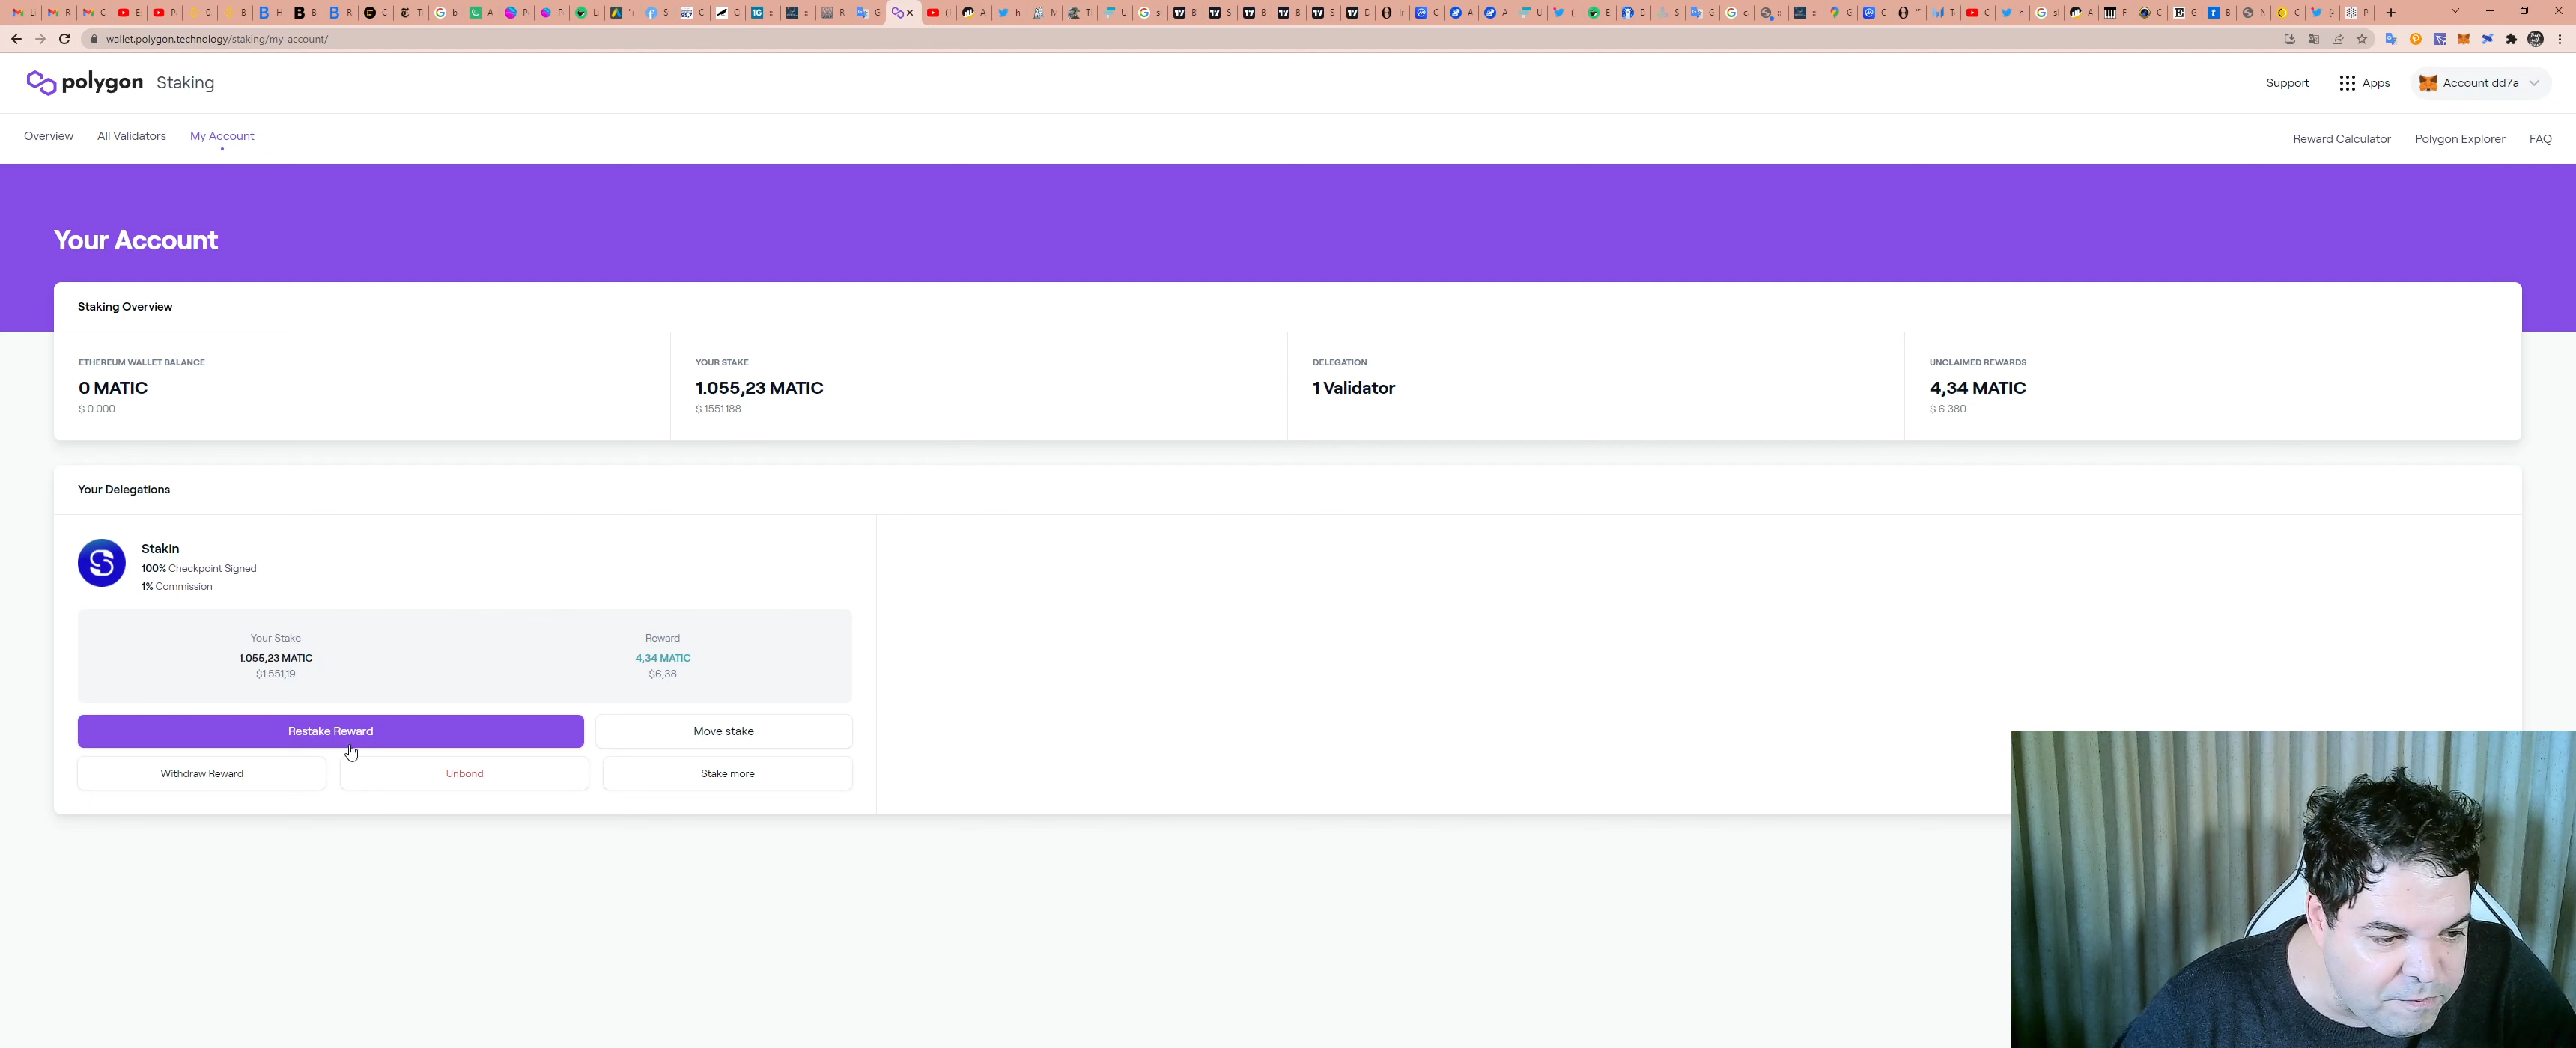 wallet.polygon.technology/staking/my-account/
polygon Staking
Support
Apps
Account dd7a
Overview
All Validators
My Account
Reward Calculator
Polygon Explorer
FAQ
Your Account
Staking Overview
ETHEREUM WALLET BALANCE
0 MATIC
$ 0.000
YOUR STAKE
1.055,23 MATIC
$ 1551.188
DELEGATION
1 Validator
UNCLAIMED REWARDS
4,34 MATIC
$ 6.380
Your Delegations
Stakin
100% Checkpoint Signed
1% Commission
Your Stake
1.055,23 MATIC
$1.551,19
Reward
4,34 MATIC
$6,38
Restake Reward
Move stake
Withdraw Reward
Unbond
Stake more